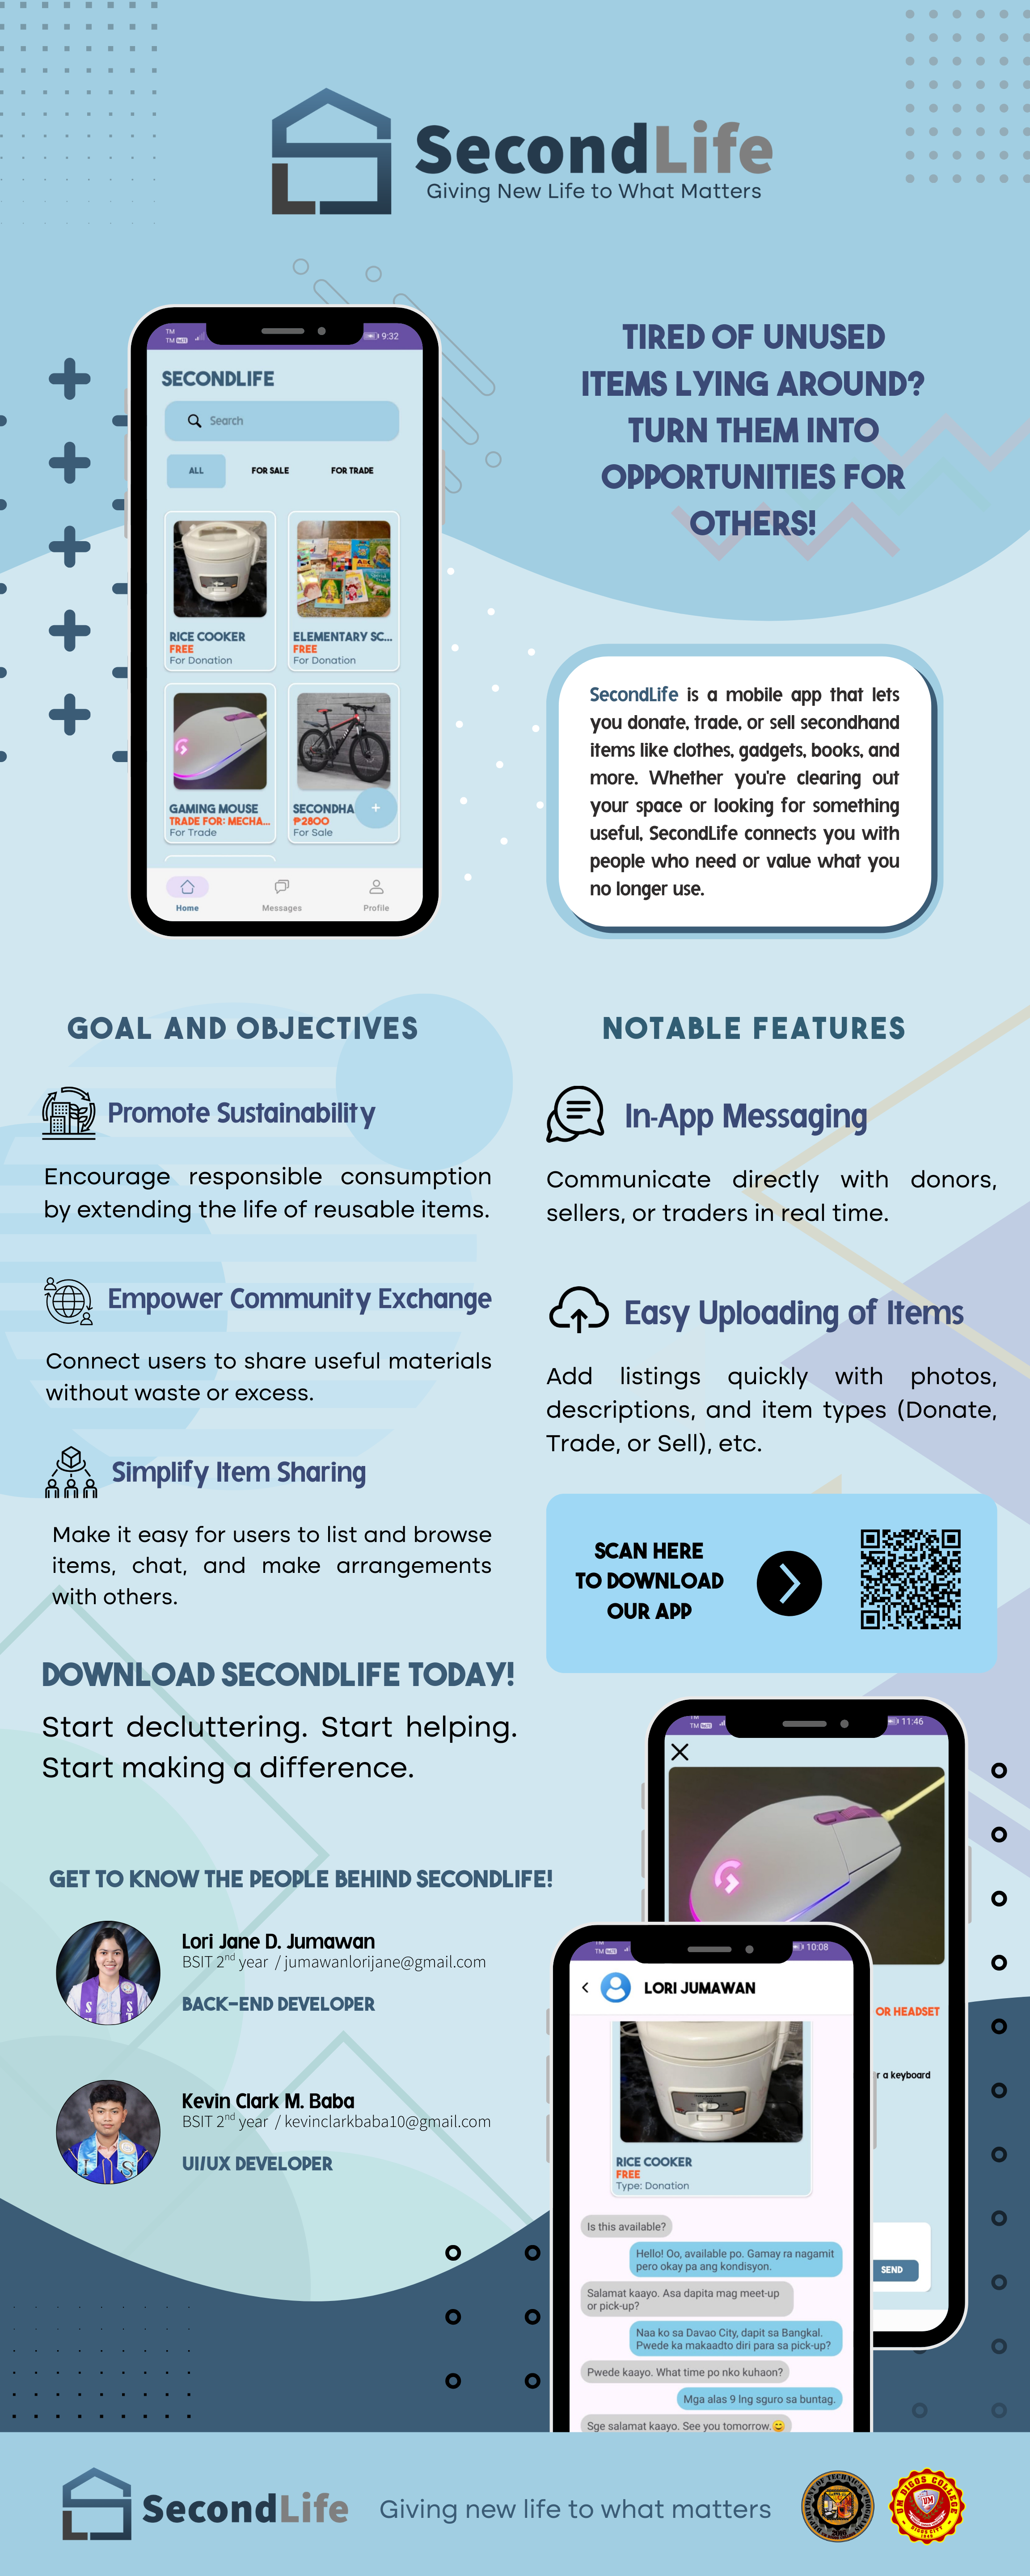 SecondLife
Giving New Life to What Matters
TM
TM
9:32
SECONDLIFE
Search
ALL
FOR SALE
FOR TRADE
RICE COOKER
FREE
For Donation
ELEMENTARY SC...
FREE
For Donation
GAMING MOUSE
TRADE FOR: MECHA...
For Trade
SECONDHA
₱2800
For Sale
+
Home
Messages
Profile
TIRED OF UNUSED
ITEMS LYING AROUND?
TURN THEM INTO
OPPORTUNITIES FOR
OTHERS!
SecondLife is a mobile app that lets
you donate, trade, or sell secondhand
items like clothes, gadgets, books, and
more. Whether you're clearing out
your space or looking for something
useful, SecondLife connects you with
people who need or value what you
no longer use.
GOAL AND OBJECTIVES
Promote Sustainability
Encourage responsible consumption
by extending the life of reusable items.
Empower Community Exchange
Connect users to share useful materials
without waste or excess.
Simplify Item Sharing
Make it easy for users to list and browse
items, chat, and make arrangements
with others.
NOTABLE FEATURES
In-App Messaging
Communicate directly with donors,
sellers, or traders in real time.
Easy Uploading of Items
Add listings quickly with photos,
descriptions, and item types (Donate,
Trade, or Sell), etc.
SCAN HERE
TO DOWNLOAD
OUR APP
DOWNLOAD SECONDLIFE TODAY!
Start decluttering. Start helping.
Start making a difference.
GET TO KNOW THE PEOPLE BEHIND SECONDLIFE!
Lori Jane D. Jumawan
BSIT 2nd year / jumawanlorijane@gmail.com
BACK-END DEVELOPER
Kevin Clark M. Baba
BSIT 2nd year / kevinclarkbaba10@gmail.com
UI/UX DEVELOPER
TM
11:46
OR HEADSET
r a keyboard
SEND
TM
10:08
LORI JUMAWAN
RICE COOKER
FREE
Type: Donation
Is this available?
Hello! Oo, available po. Gamay ra nagamit
pero okay pa ang kondisyon.
Salamat kaayo. Asa dapita mag meet-up
or pick-up?
Naa ko sa Davao City, dapit sa Bangkal.
Pwede ka makaadto diri para sa pick-up?
Pwede kaayo. What time po nko kuhaon?
Mga alas 9 lng sguro sa buntag.
Sge salamat kaayo. See you tomorrow.😊
SecondLife
Giving new life to what matters
UM DIGOS COLLEGE